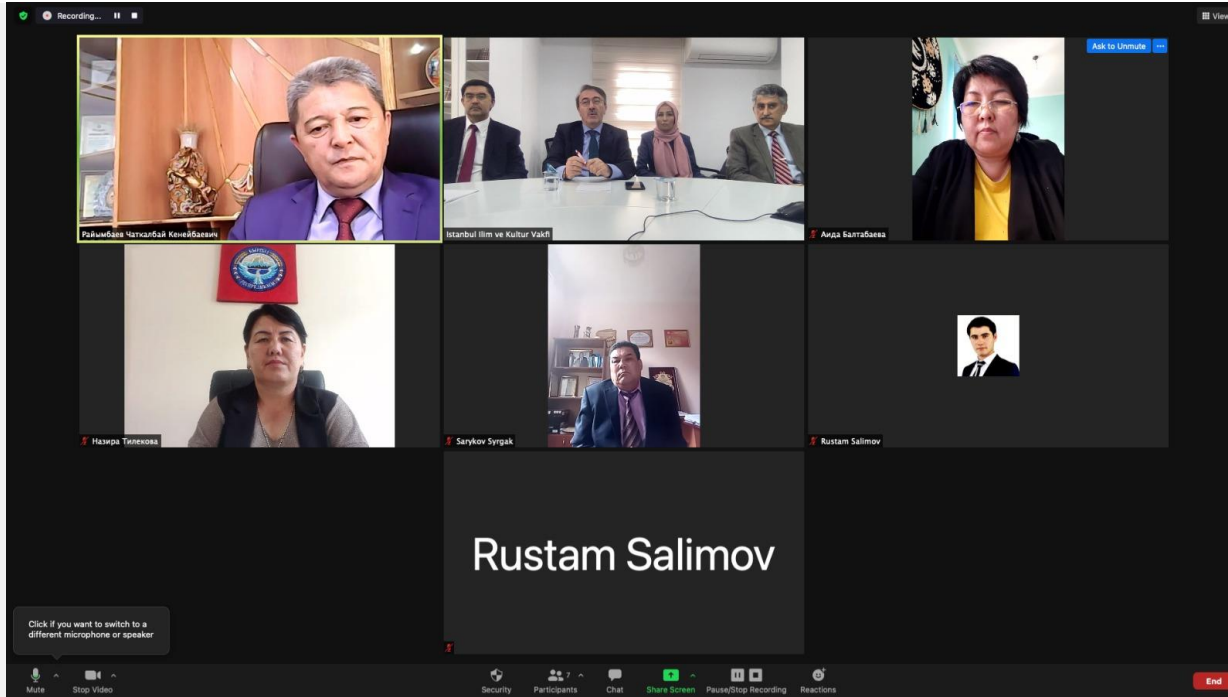 Recording...
View
Райымбаев Чаткалбай Кенейбаевич
Istanbul Ilim ve Kultur Vakfi
Ask to Unmute
Аида Балтабаева
Назира Тилекова
Sarykov Syrgak
Rustam Salimov
Rustam Salimov
Click if you want to switch to a
different microphone or speaker
Mute
Stop Video
Security
Participants
7
Chat
Share Screen
Pause/Stop Recording
Reactions
End